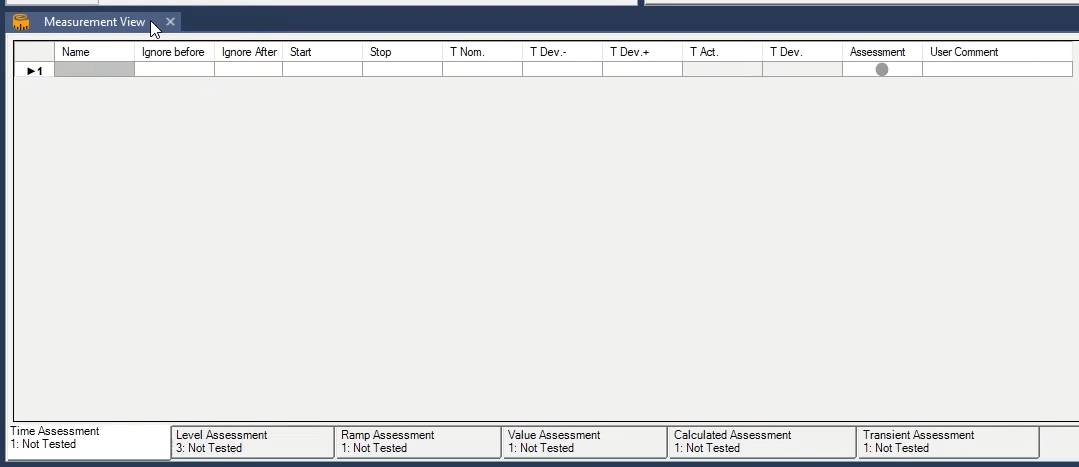 Measurement View
Name Ignore before Ignore After Start Stop T Nom. T Dev.- T Dev.+ T Act. T Dev. Assessment User Comment
1
Time Assessment
1: Not Tested
Level Assessment
3: Not Tested
Ramp Assessment
1: Not Tested
Value Assessment
1: Not Tested
Calculated Assessment
1: Not Tested
Transient Assessment
1: Not Tested